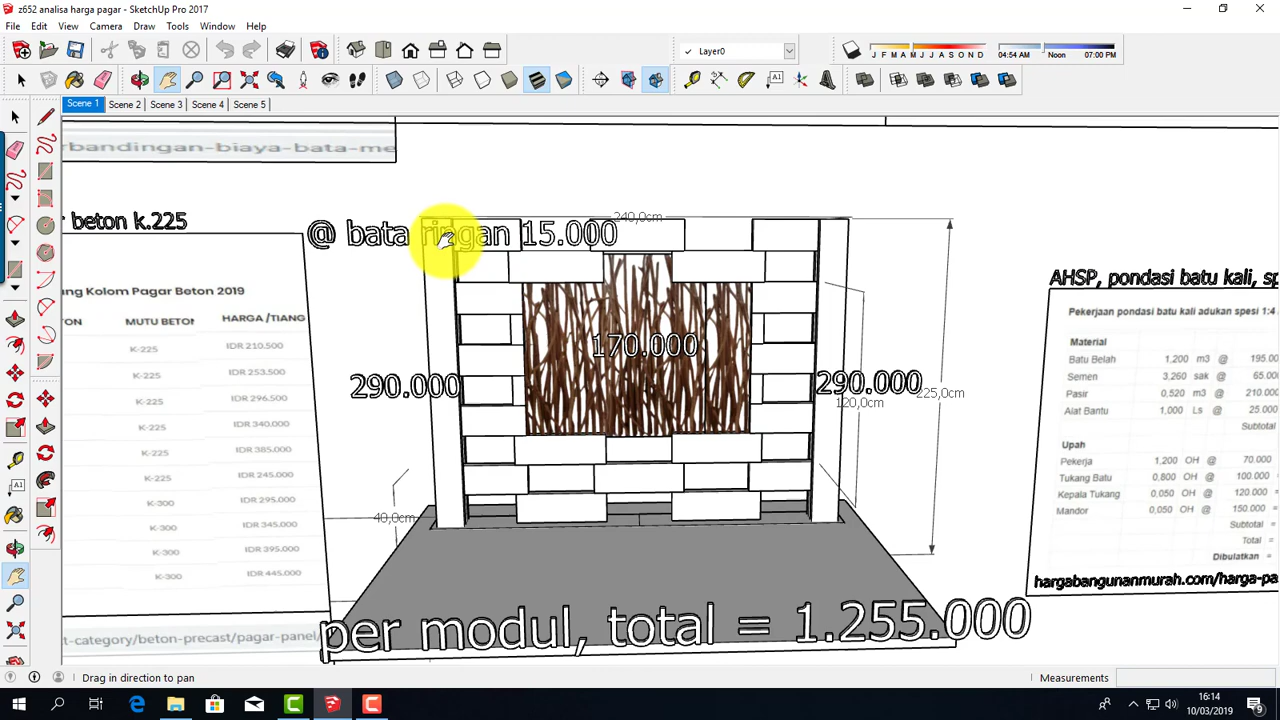 z652 analisa harga pagar - SketchUp Pro 2017
File Edit View Camera Draw Tools Window Help
Layer0
J F M A M J J A S O N D
04:54 AM Noon 07:00 PM
Scene 1 Scene 2 Scene 3 Scene 4 Scene 5
rbandingan-biaya-bata-me
beton k.225
@ bata ringan 15.000
240,0cm
ang Kolom Pagar Beton 2019
TON MUTU BETON HARGA /TIANG
K-225 IDR 210.500
K-225 IDR 253.500
K-225 IDR 296.500
K-225 IDR 340.000
K-225 IDR 385.000
K-225 IDR 245.000
K-300 IDR 295.000
K-300 IDR 345.000
K-300 IDR 395.000
K-300 IDR 445.000
t-category/beton-precast/pagar-panel/
170.000
290.000
290.000
120,0cm
225,0cm
40,0cm
per modul, total = 1.255.000
AHSP, pondasi batu kali, sp
Pekerjaan pondasi batu kali adukan spesi 1:4
Material
Batu Belah 1,200 m3 @ 195.00
Semen 3,260 sak @ 65.00
Pasir 0,520 m3 @ 210.000
Alat Bantu 1,000 Ls @ 25.000
Subtotal
Upah
Pekerja 1,200 OH @ 70.000
Tukang Batu 0,800 OH @ 100.000
Kepala Tukang 0,050 OH @ 120.000
Mandor 0,050 OH @ 150.000
Subtotal =
Total =
Dibulatkan =
hargabangunanmurah.com/harga-pa
Drag in direction to pan
Measurements
16:14
10/03/2019